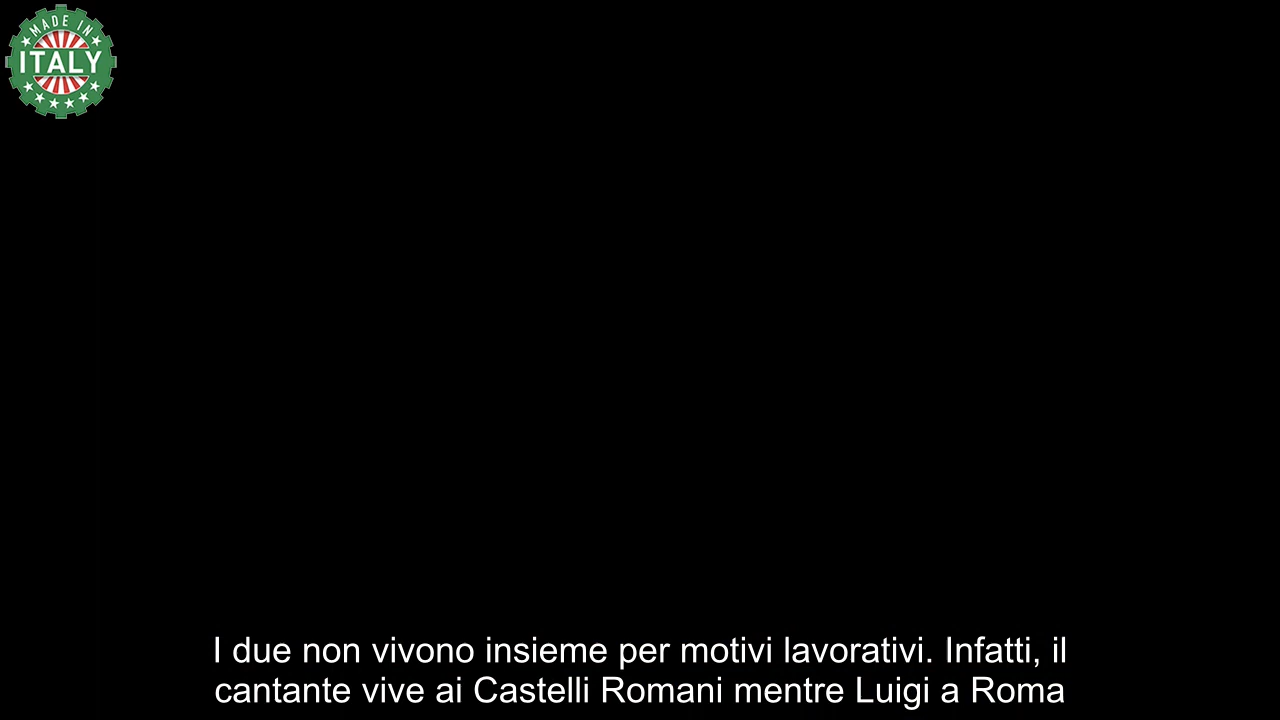 MADE IN
ITALY
I due non vivono insieme per motivi lavorativi. Infatti, il
cantante vive ai Castelli Romani mentre Luigi a Roma